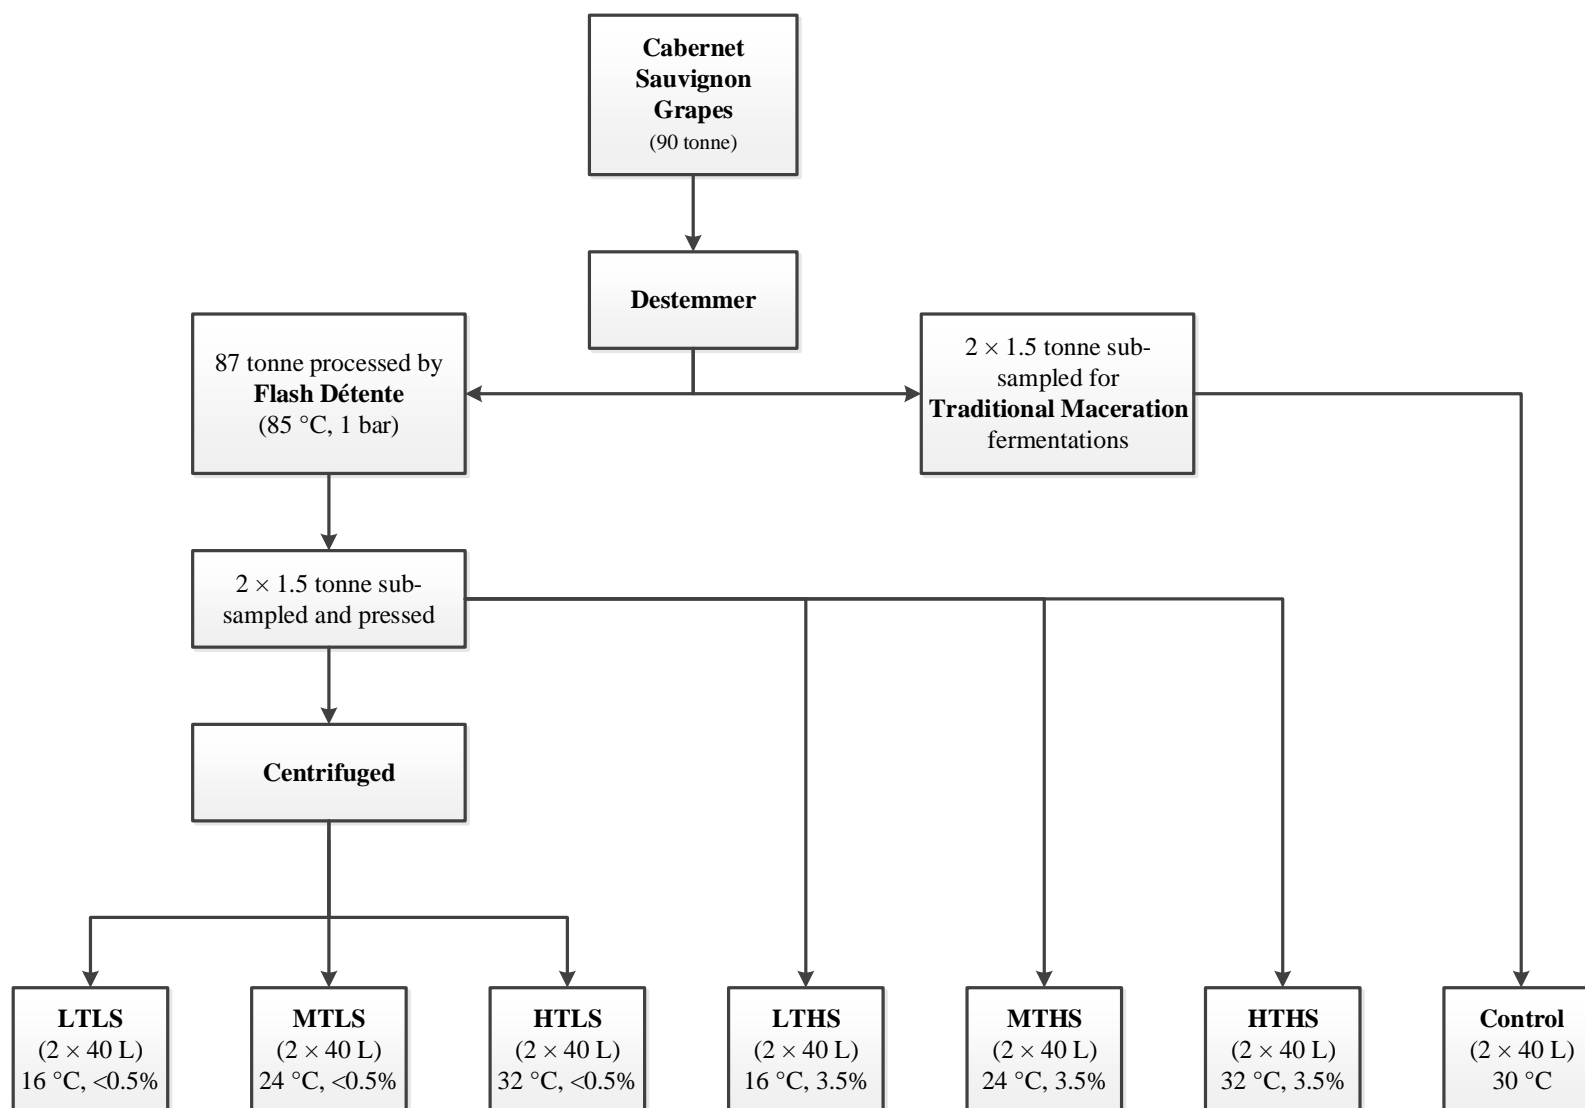 Cabernet
Sauvignon
Grapes
(90 tonne)
Destemmer
87 tonne processed by
Flash Détente
(85 °C, 1 bar)
2 × 1.5 tonne sub-
sampled for
Traditional Maceration
fermentations
2 × 1.5 tonne sub-
sampled and pressed
Centrifuged
LTLS
(2 × 40 L)
16 °C, <0.5%
MTLS
(2 × 40 L)
24 °C, <0.5%
HTLS
(2 × 40 L)
32 °C, <0.5%
LTHS
(2 × 40 L)
16 °C, 3.5%
MTHS
(2 × 40 L)
24 °C, 3.5%
HTHS
(2 × 40 L)
32 °C, 3.5%
Control
(2 × 40 L)
30 °C